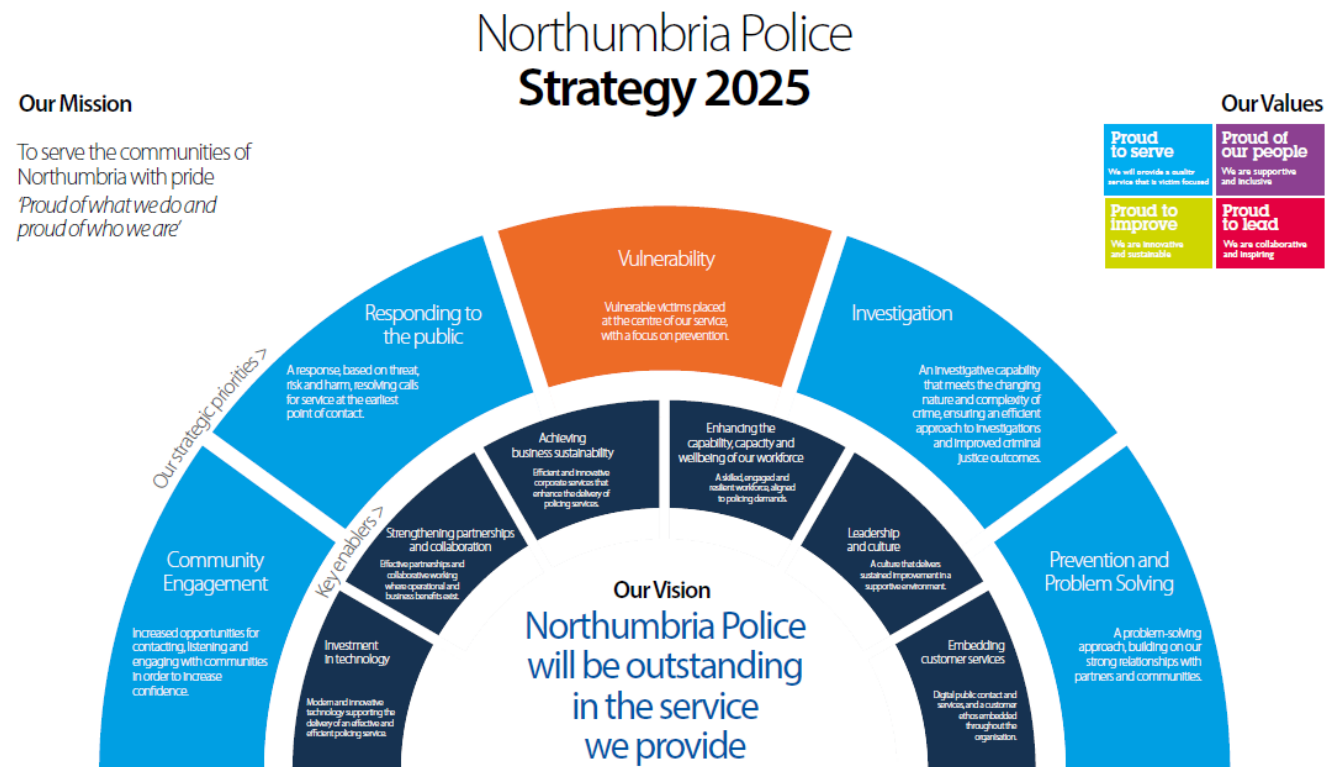 Northumbria Police
Strategy 2025
Our Mission
To serve the communities of
Northumbria with pride
'Proud of what we do and
proud of who we are'
Our Values
Proud
to serve
We will provide a quality
service that is victim focused
Proud of
our people
We are supportive
and inclusive
Proud to
improve
We are innovative
and sustainable
Proud
to lead
We are collaborative
and inspiring
Our strategic priorities >
Community
Engagement
Increased opportunities for
contacting, listening and
engaging with communities
in order to increase
confidence.
Responding to
the public
A response, based on threat,
risk and harm, resolving calls
for service at the earliest
point of contact.
Vulnerability
Vulnerable victims placed
at the centre of our service,
with a focus on prevention.
Investigation
An investigative capability
that meets the changing
nature and complexity of
crime, ensuring an efficient
approach to investigations
and improved criminal
justice outcomes.
Prevention and
Problem Solving
A problem-solving
approach, building on our
strong relationships with
partners and communities.
Key enablers >
Investment
in technology
Modern and innovative
technology supporting the
delivery of an effective and
efficient policing service.
Strengthening partnerships
and collaboration
Effective partnerships and
collaborative working
where operational and
business benefits exist.
Achieving
business sustainability
Efficient and innovative
corporate services that
enhance the delivery of
policing services.
Enhancing the
capability, capacity and
wellbeing of our workforce
A skilled, engaged and
resilient workforce, aligned
to policing demands.
Leadership
and culture
A culture that delivers
sustained improvement in a
supportive environment.
Embedding
customer services
Digital public contact and
services, and a customer
ethos embedded
throughout the
organisation.
Our Vision
Northumbria Police
will be outstanding
in the service
we provide